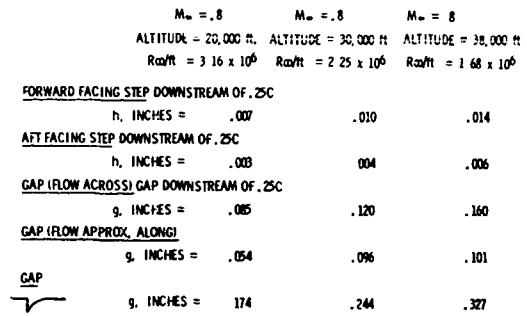 M∞ = .8 M∞ = .8 M∞ = 8
ALTITUDE = 20,000 ft, ALTITUDE = 30,000 ft ALTITUDE = 38,000 ft
R∞/ft = 3 16 x 10⁶ R∞/ft = 2 25 x 10⁶ R∞/ft = 1 68 x 10⁶
FORWARD FACING STEP DOWNSTREAM OF .25C
h, INCHES = .007 .010 .014
AFT FACING STEP DOWNSTREAM OF .25C
h, INCHES = .003 004 .006
GAP (FLOW ACROSS) GAP DOWNSTREAM OF .25C
g, INCHES = .085 .120 .160
GAP (FLOW APPROX, ALONG)
g, INCHES = .054 .096 .101
GAP
g, INCHES = 174 .244 .327